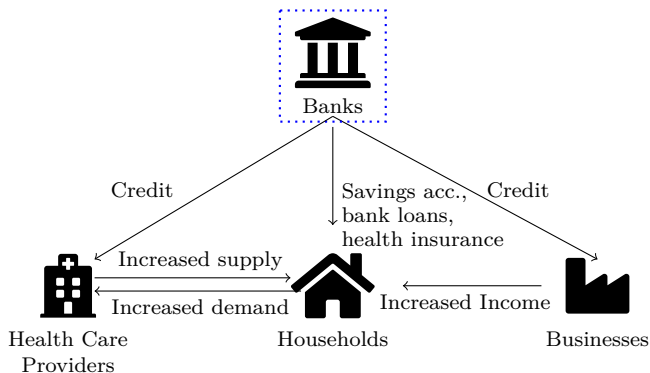 Banks
Credit
Savings acc.,
bank loans,
health insurance
Credit
Increased supply
Increased demand
Increased Income
Health Care
Providers
Households
Businesses